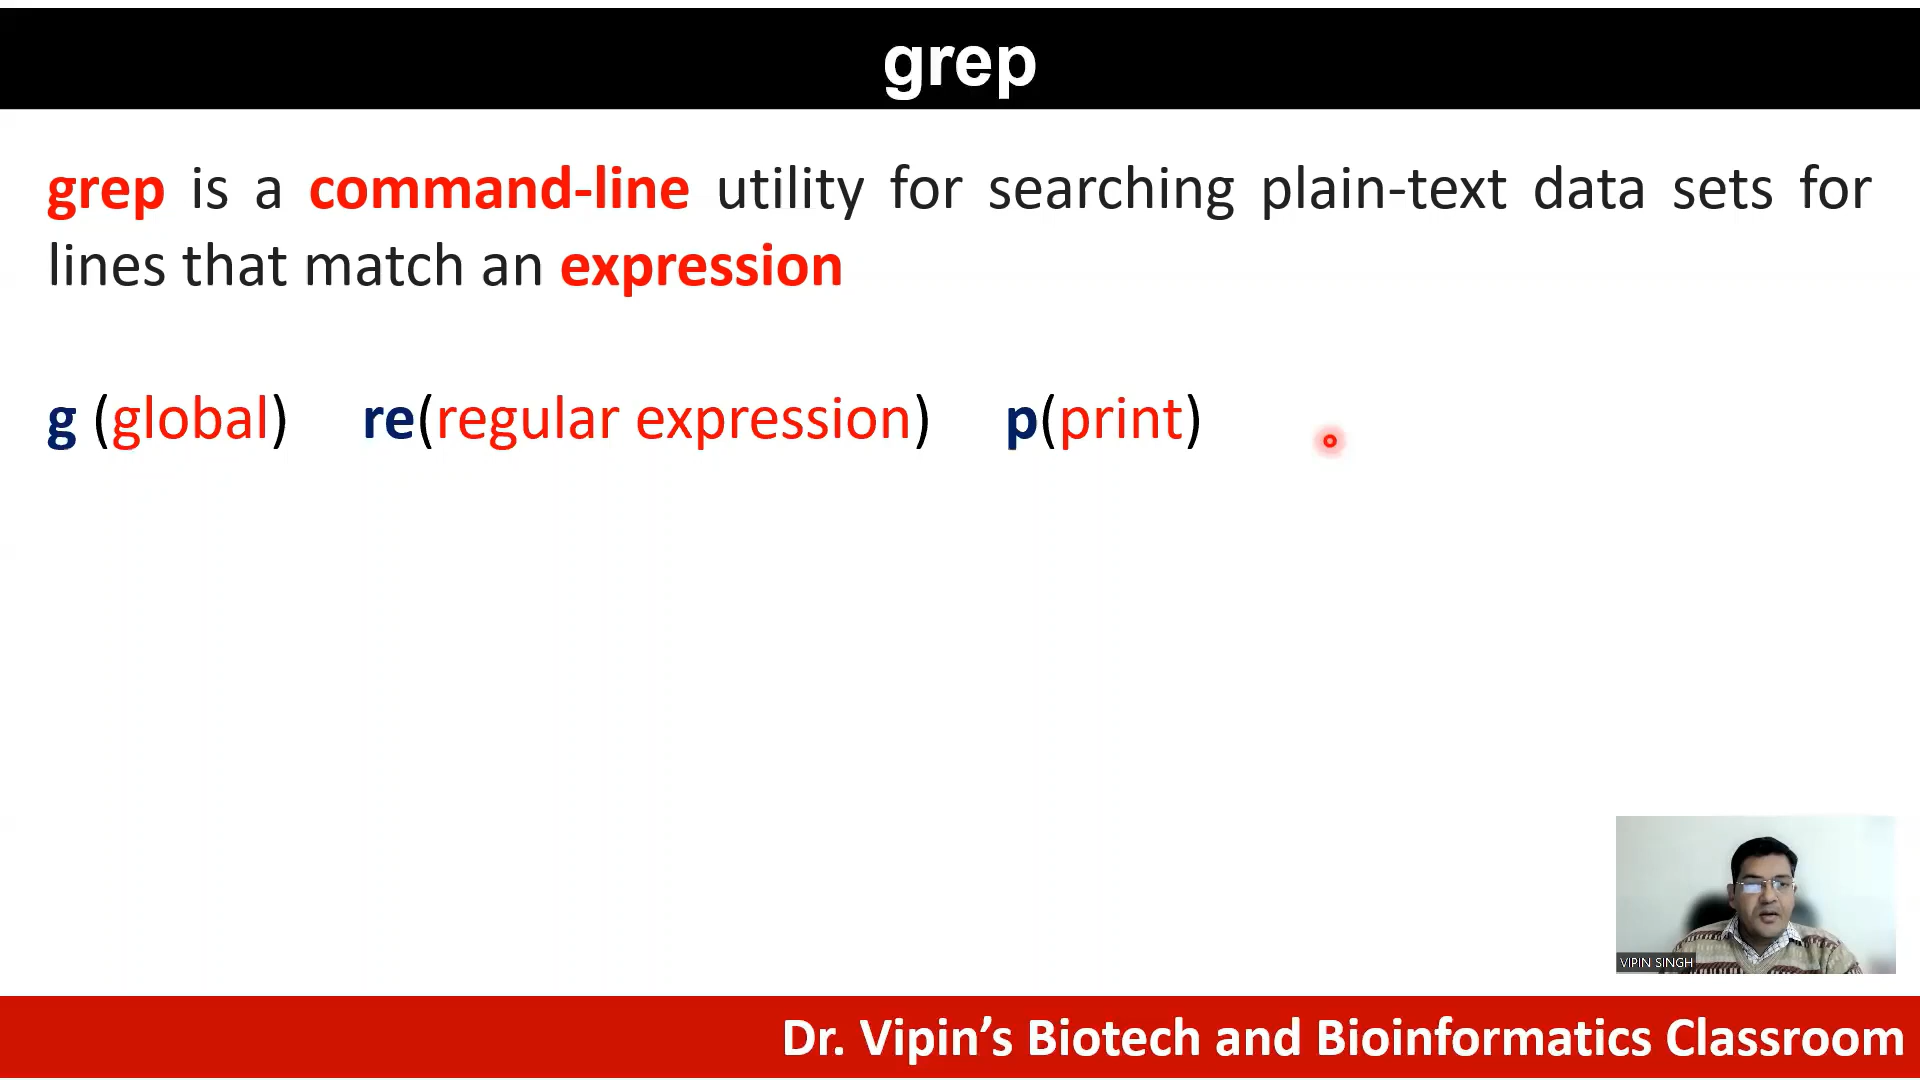 grep
grep is a command-line utility for searching plain-text data sets for
lines that match an expression
g (global) re(regular expression) p(print)
VIPIN SINGH
Dr. Vipin’s Biotech and Bioinformatics Classroom